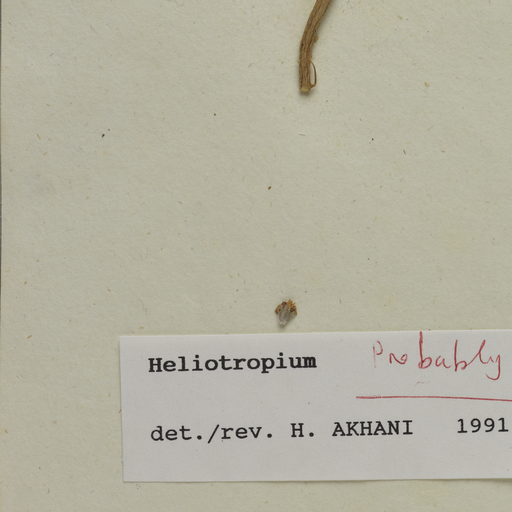 Heliotropium Probably
det./rev. H. AKHANI 1991